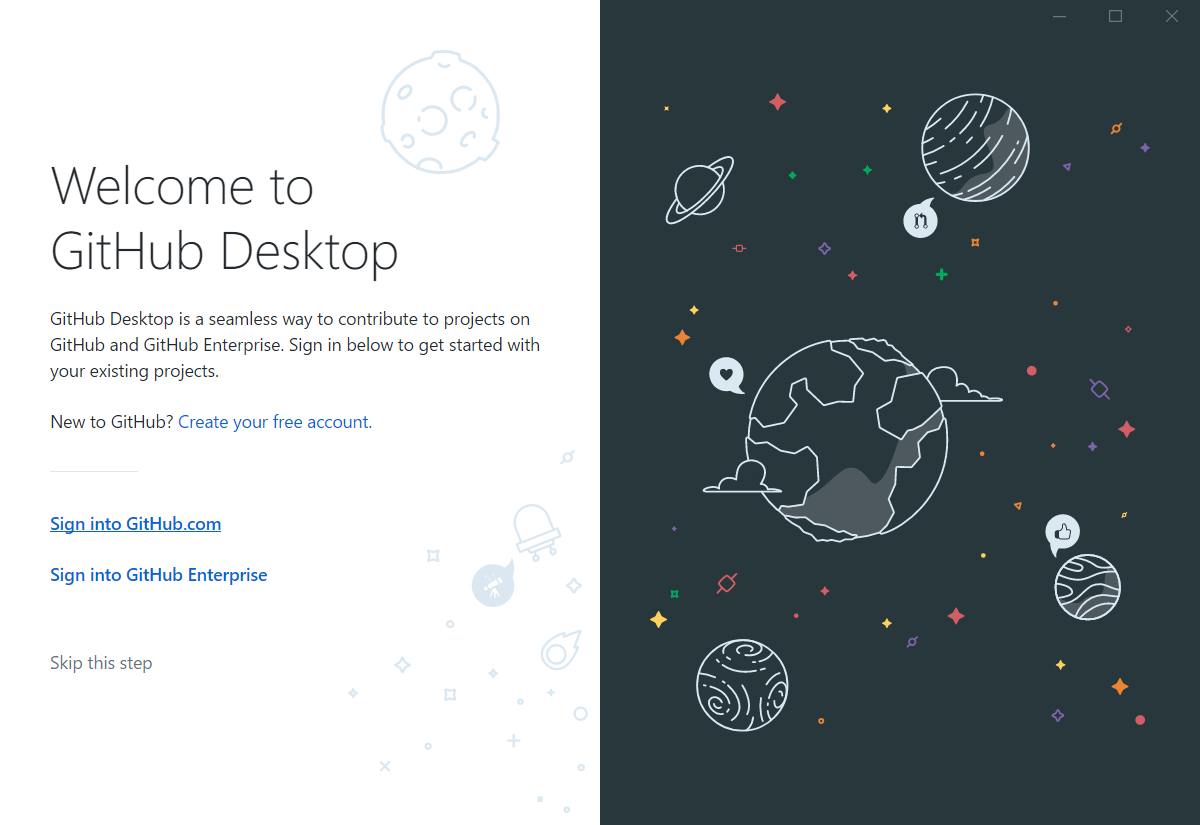 Welcome to
GitHub Desktop
GitHub Desktop is a seamless way to contribute to projects on
GitHub and GitHub Enterprise. Sign in below to get started with
your existing projects.
New to GitHub? Create your free account.
Sign into GitHub.com
Sign into GitHub Enterprise
Skip this step